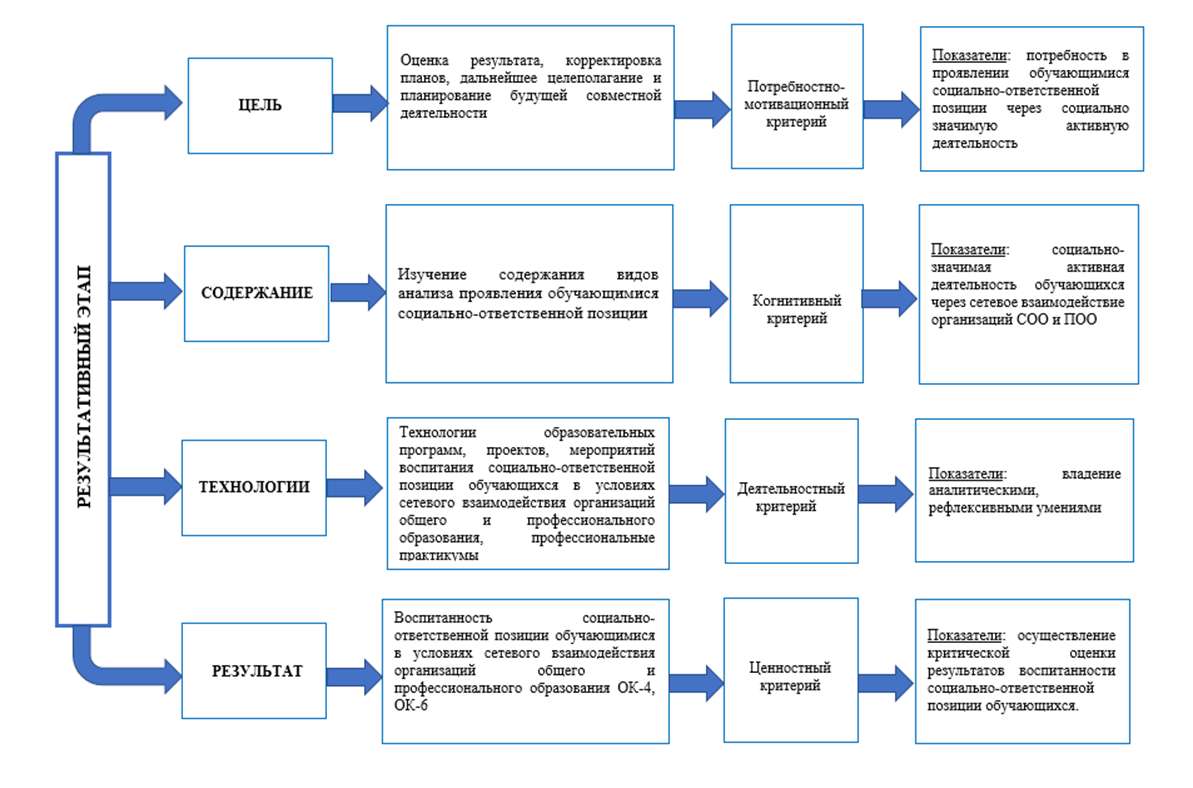 РЕЗУЛЬТАТИВНЫЙ ЭТАП
ЦЕЛЬ
Оценка результата, корректировка
планов, дальнейшее целеполагание и
планирование будущей совместной
деятельности
Потребностно-
мотивационный
критерий
Показатели: потребность в
проявлении обучающимися
социально-ответственной
позиции через социально
значимую активную
деятельность
СОДЕРЖАНИЕ
Изучение содержания видов
анализа проявления обучающимися
социально-ответственной позиции
Когнитивный
критерий
Показатели: социально-
значимая активная
деятельность обучающихся
через сетевое взаимодействие
организаций СОО и ПОО
ТЕХНОЛОГИИ
Технологии образовательных
программ, проектов, мероприятий
воспитания социально-ответственной
позиции обучающихся в условиях
сетевого взаимодействия организаций
общего и профессионального
образования, профессиональные
практикумы
Деятельностный
критерий
Показатели: владение
аналитическими,
рефлексивными умениями
РЕЗУЛЬТАТ
Воспитанность социально-
ответственной позиции обучающимися
в условиях сетевого взаимодействия
организаций общего и
профессионального образования ОК-4,
ОК-6
Ценностный
критерий
Показатели: осуществление
критической оценки
результатов воспитанности
социально-ответственной
позиции обучающихся.